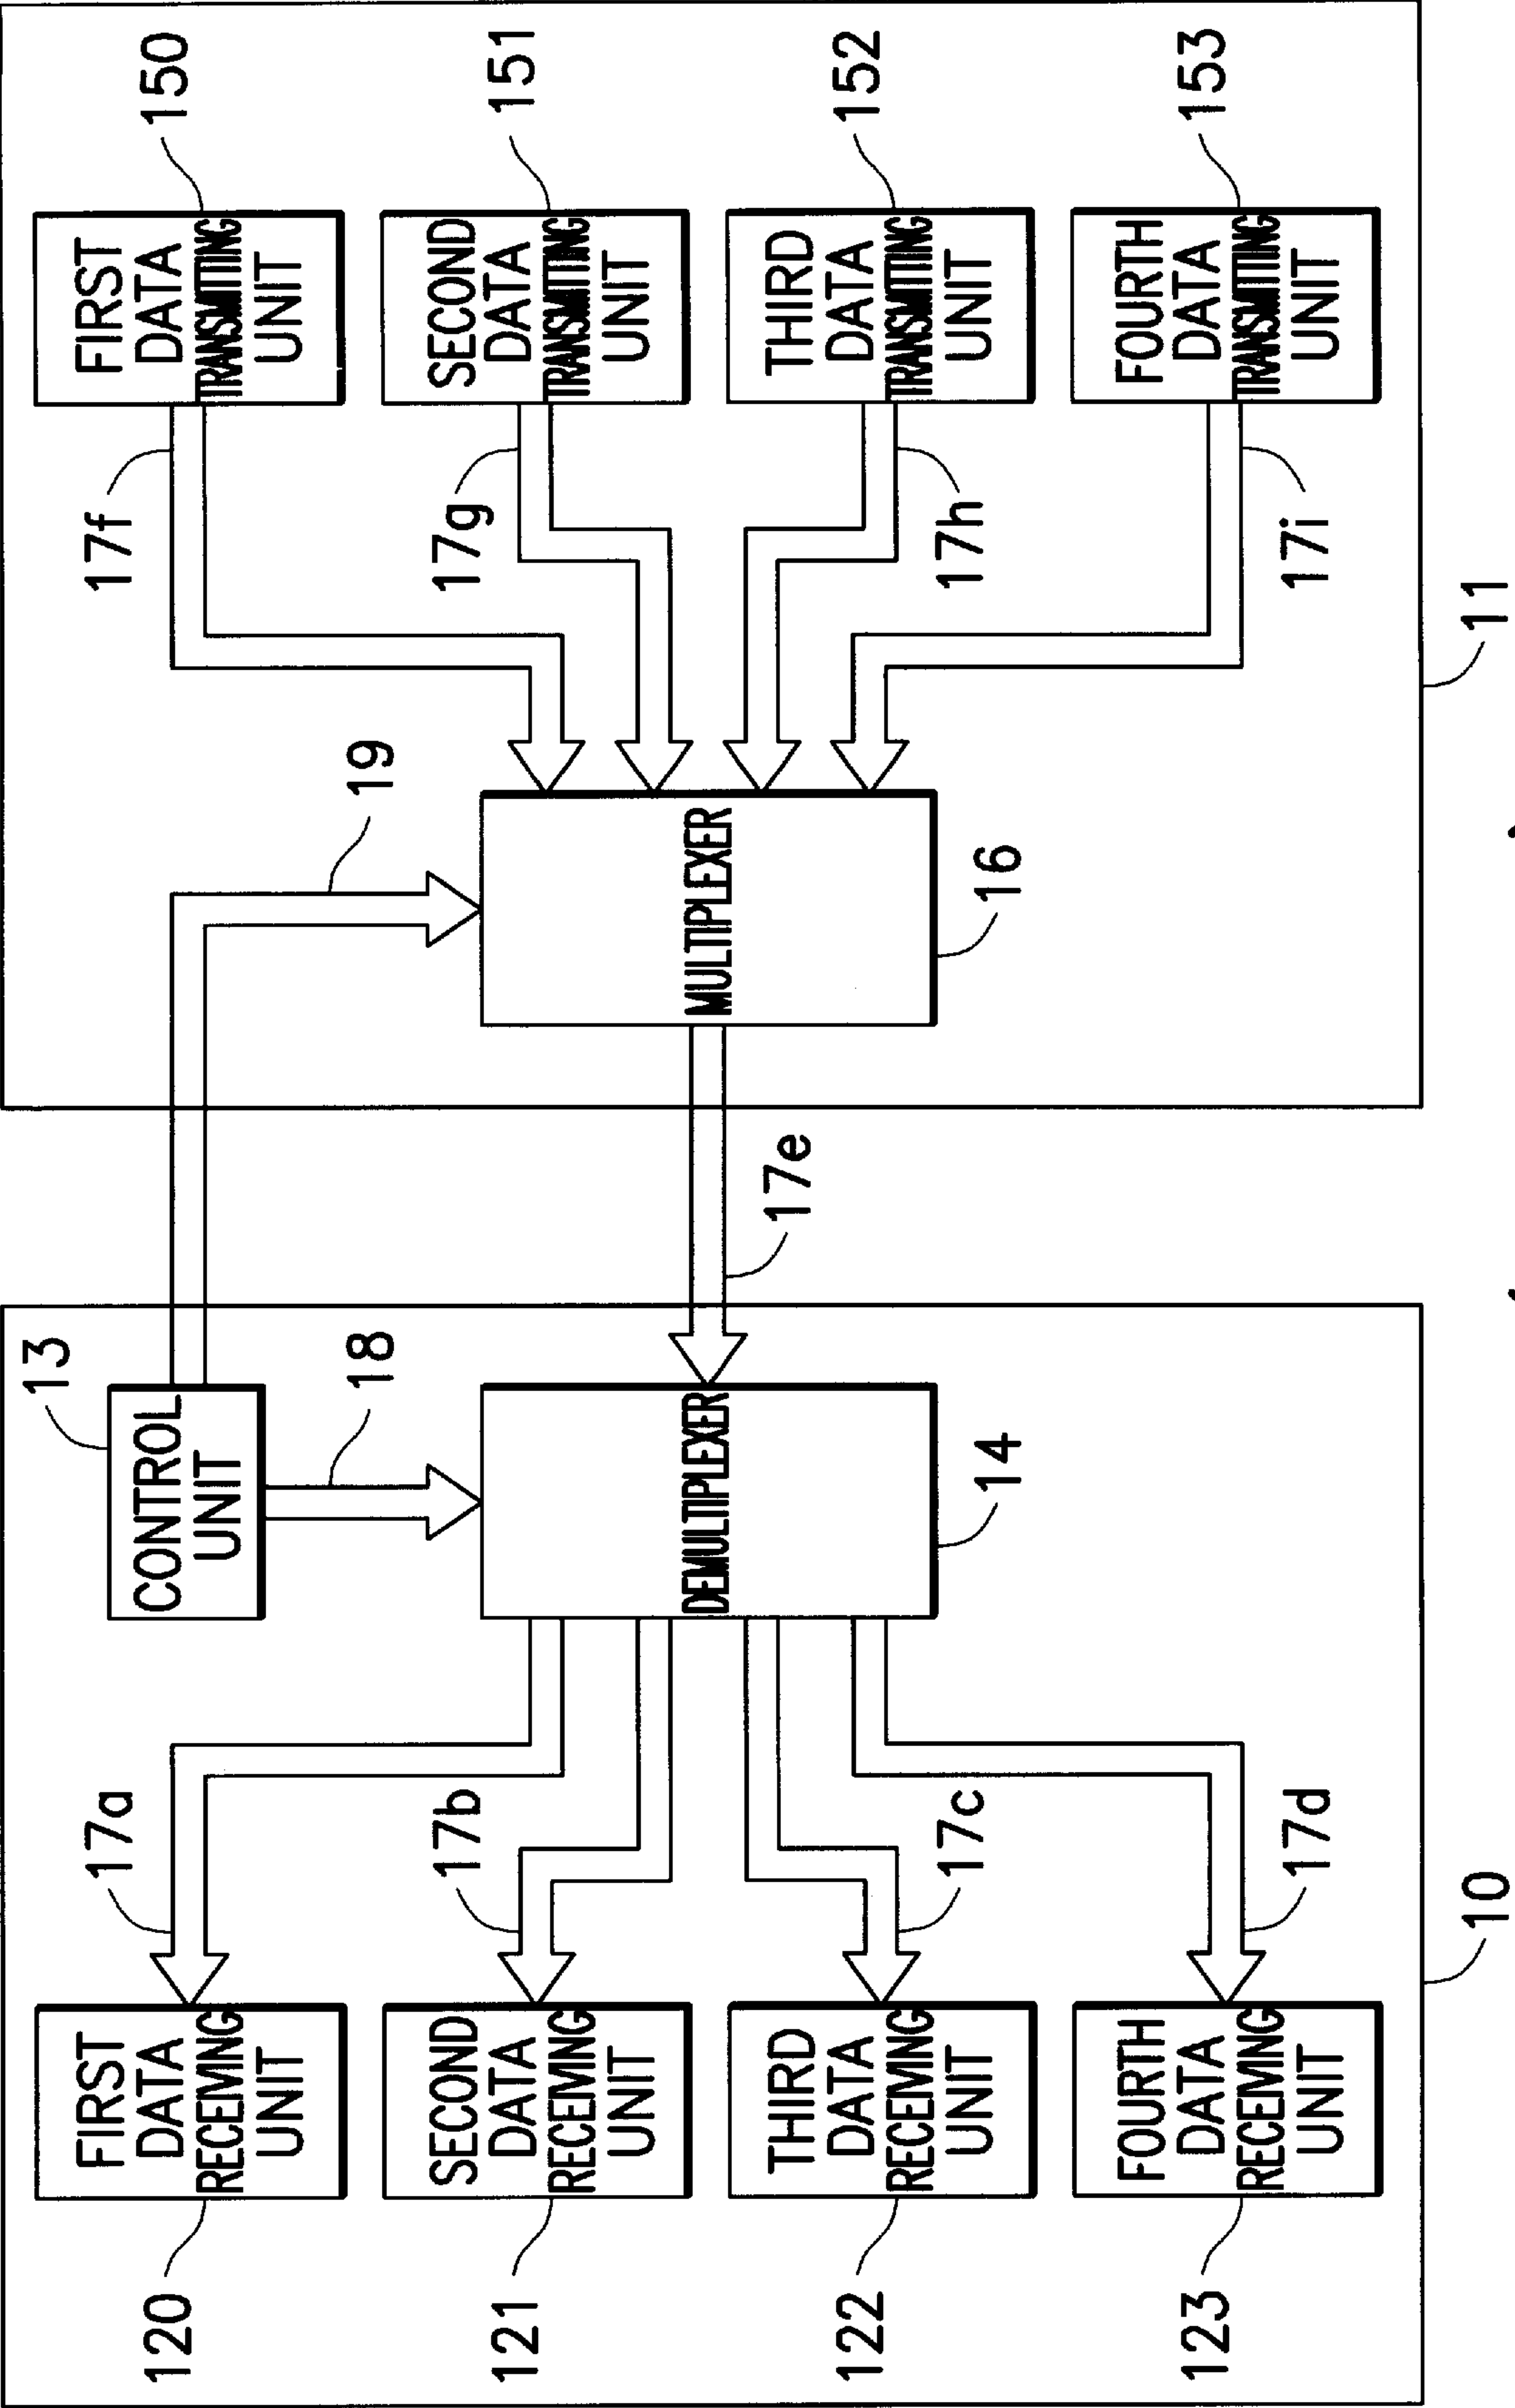 120
FIRST
DATA
RECEIVING
UNIT
17a
13
CONTROL
UNIT
18
19
17f
FIRST
DATA
TRANSMITTING
UNIT
150
121
SECOND
DATA
RECEIVING
UNIT
17b
DEMULTIPLEXER
14
17e
MULTIPLEXER
16
17g
SECOND
DATA
TRANSMITTING
UNIT
151
122
THIRD
DATA
RECEIVING
UNIT
17c
17h
THIRD
DATA
TRANSMITTING
UNIT
152
123
FOURTH
DATA
RECEIVING
UNIT
17d
17i
FOURTH
DATA
TRANSMITTING
UNIT
153
10
11